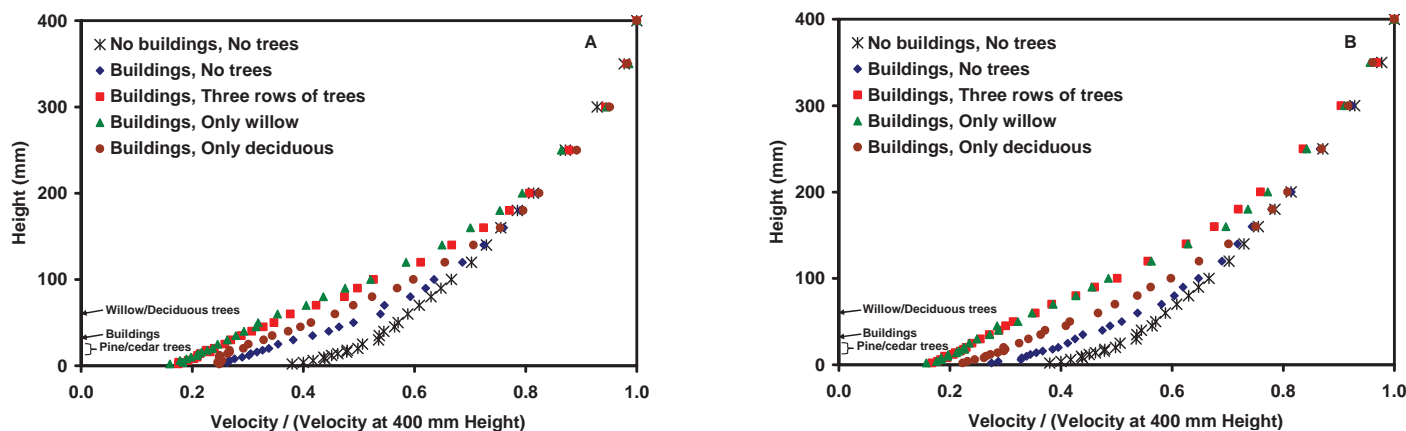 400
300
200
100
0
Height (mm)
A
No buildings, No trees
Buildings, No trees
Buildings, Three rows of trees
Buildings, Only willow
Buildings, Only deciduous
Willow/Deciduous trees
Buildings
Pine/cedar trees
0.0 0.2 0.4 0.6 0.8 1.0
Velocity / (Velocity at 400 mm Height)
400
300
200
100
0
Height (mm)
B
No buildings, No trees
Buildings, No trees
Buildings, Three rows of trees
Buildings, Only willow
Buildings, Only deciduous
Willow/Deciduous trees
Buildings
Pine/cedar trees
0.0 0.2 0.4 0.6 0.8 1.0
Velocity / (Velocity at 400 mm Height)